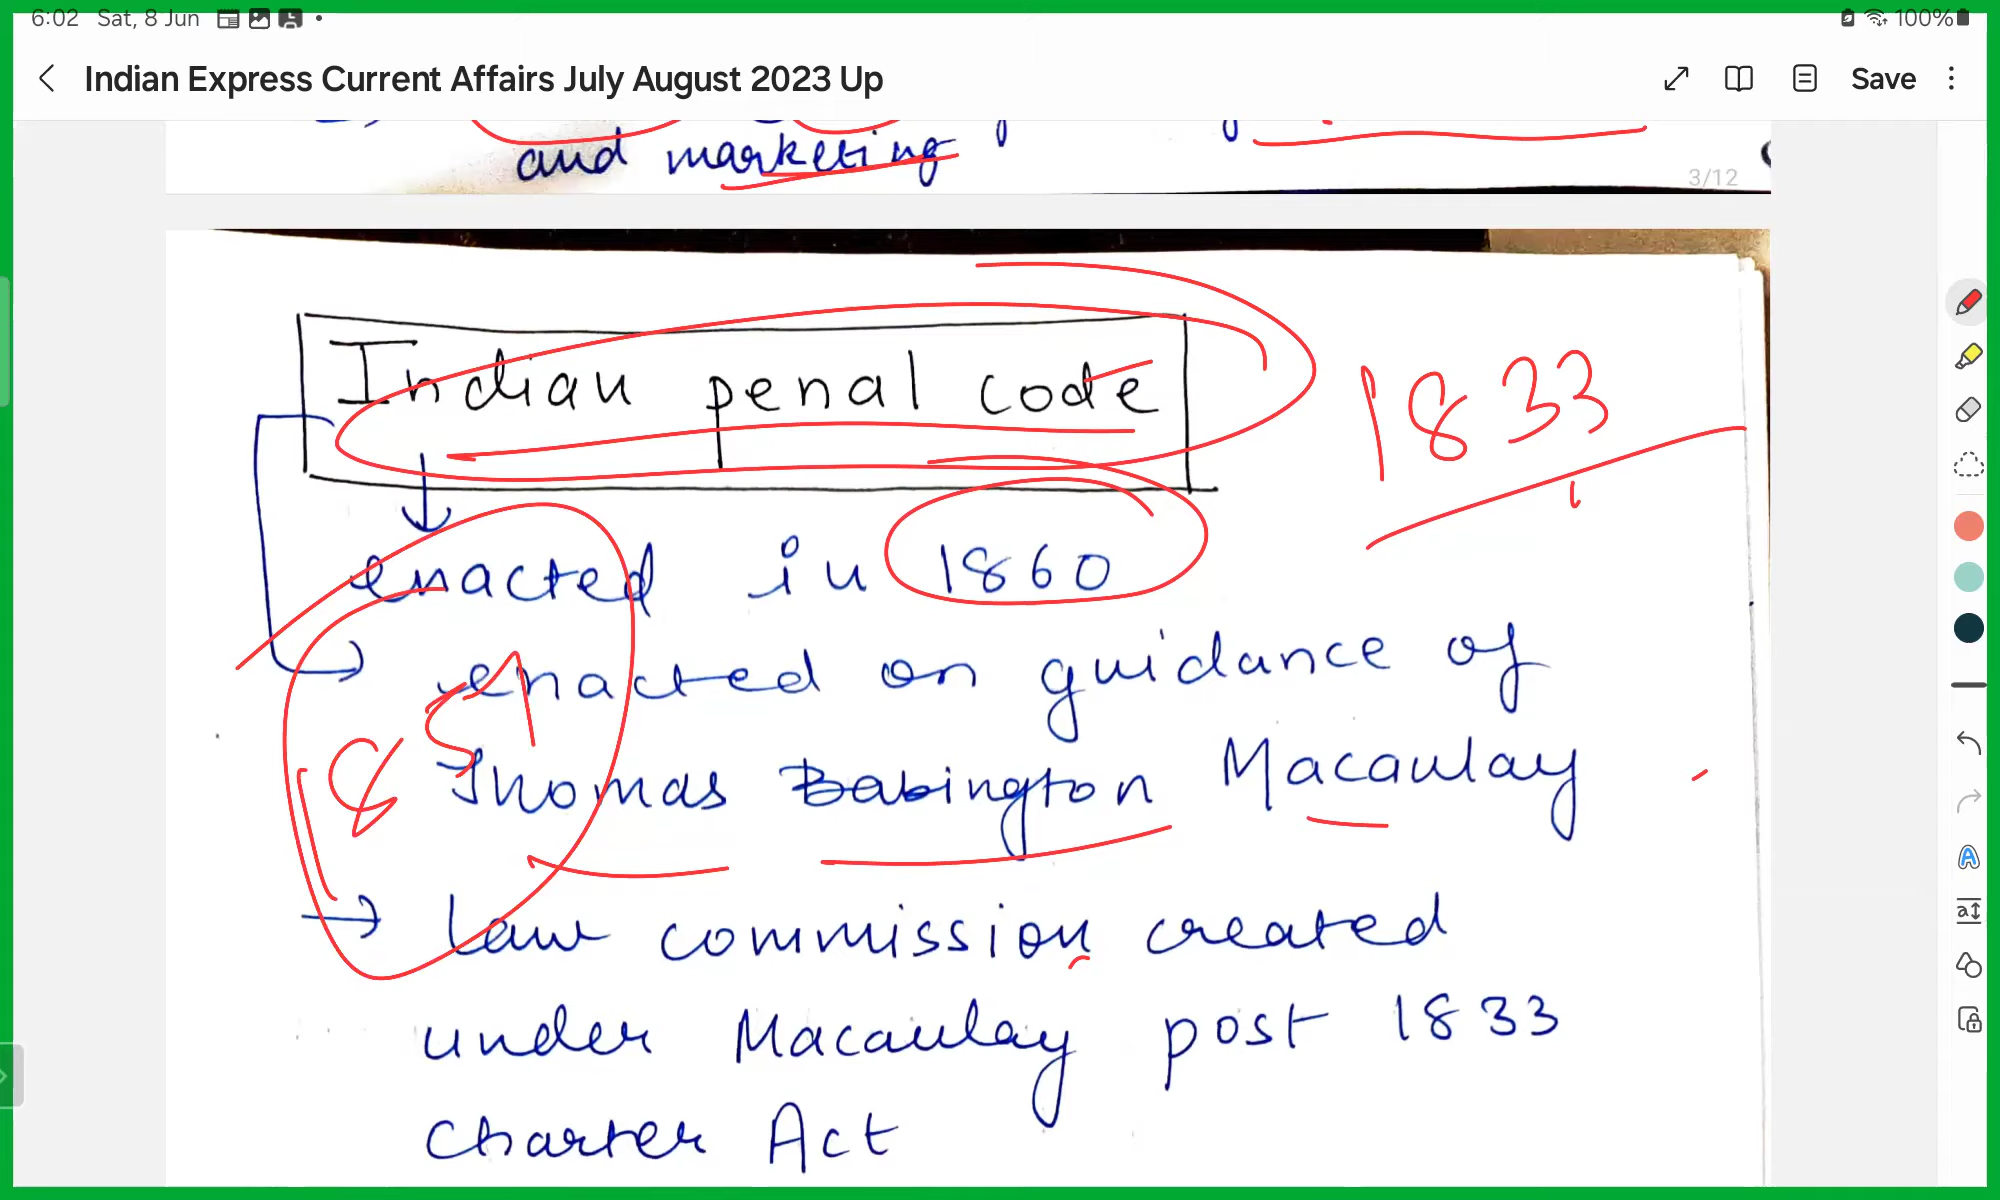 6:02 Sat, 8 Jun
100%
Indian Express Current Affairs July August 2023 Up
Save
and marketing
3/12
Indian penal code
1833
enacted in 1860
enacted on guidance of
Thomas Babington Macaulay
law commission created
under Macaulay post 1833
Charter Act